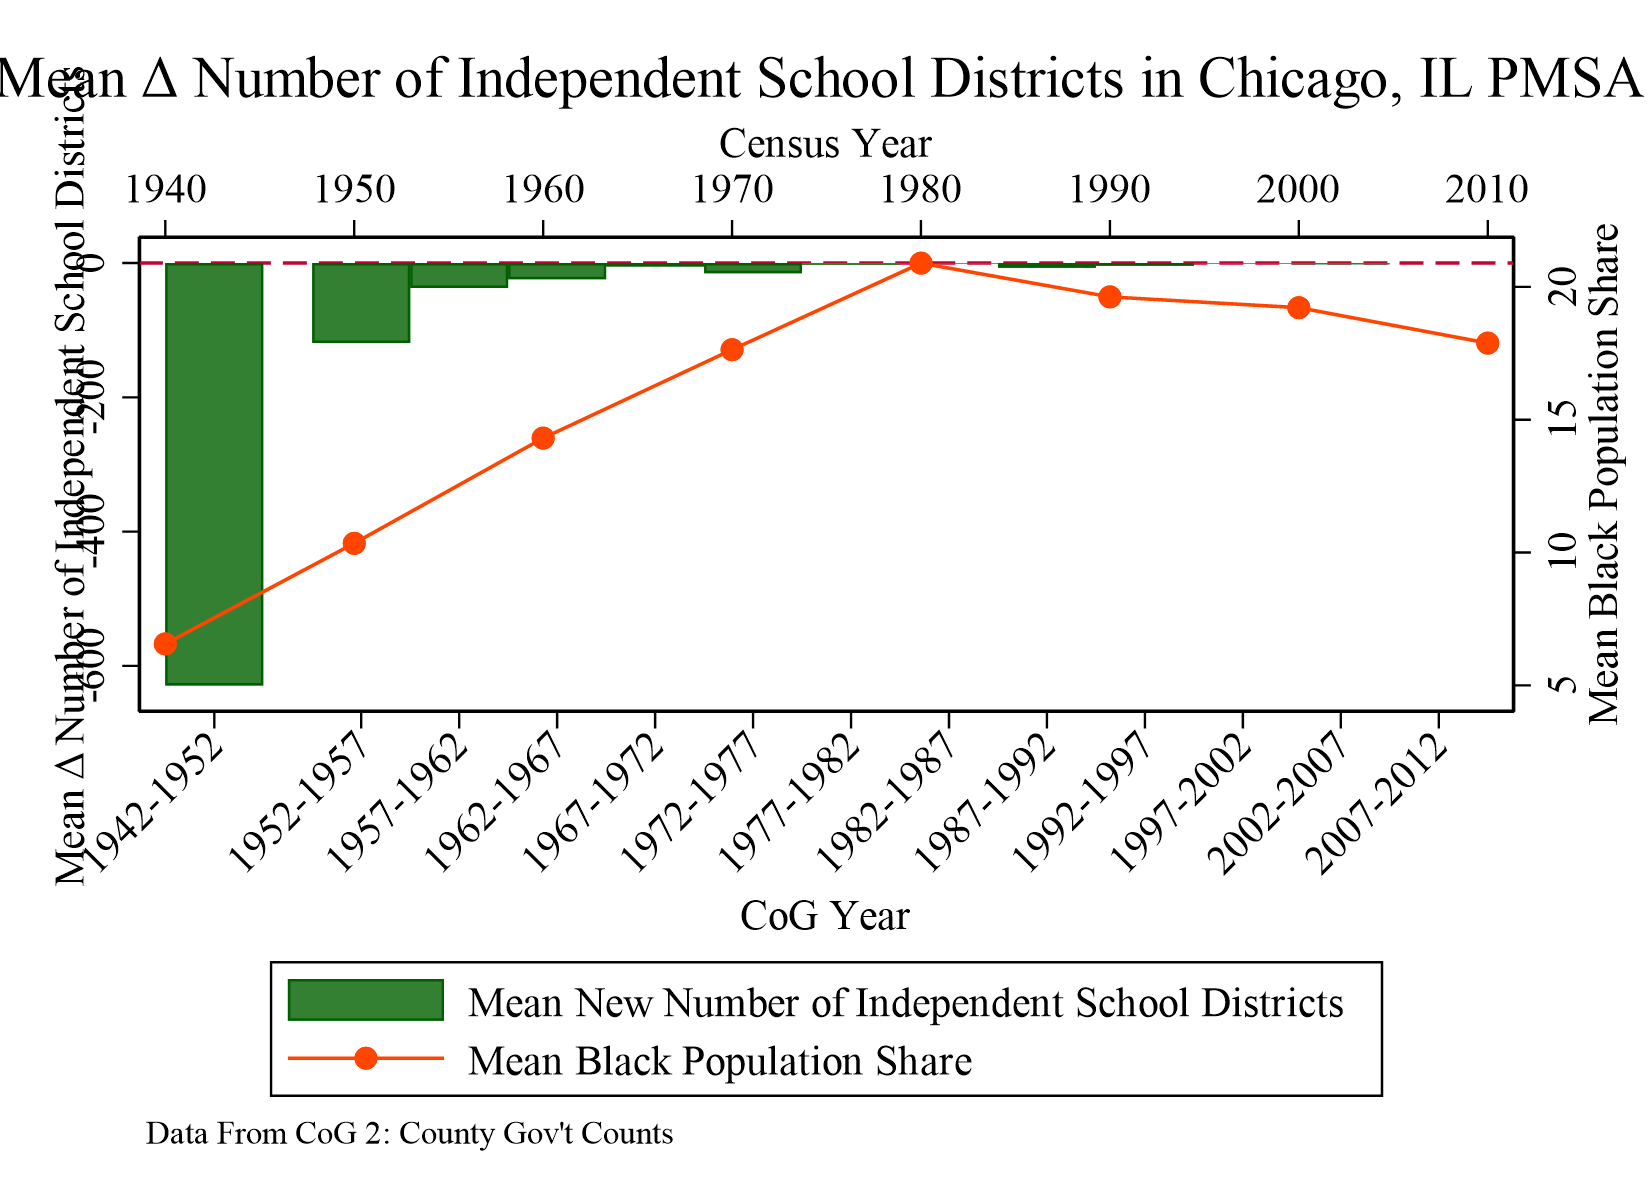 Mean Δ Number of Independent School Districts in Chicago, IL PMSA
Census Year
1940 1950 1960 1970 1980 1990 2000 2010
Mean Δ Number of Independent School Districts
0
-200
-400
-600
20
15
10
5
Mean Black Population Share
1942-1952 1952-1957 1957-1962 1962-1967 1967-1972 1972-1977 1977-1982 1982-1987 1987-1992 1992-1997 1997-2002 2002-2007 2007-2012
CoG Year
Mean New Number of Independent School Districts
Mean Black Population Share
Data From CoG 2: County Gov't Counts